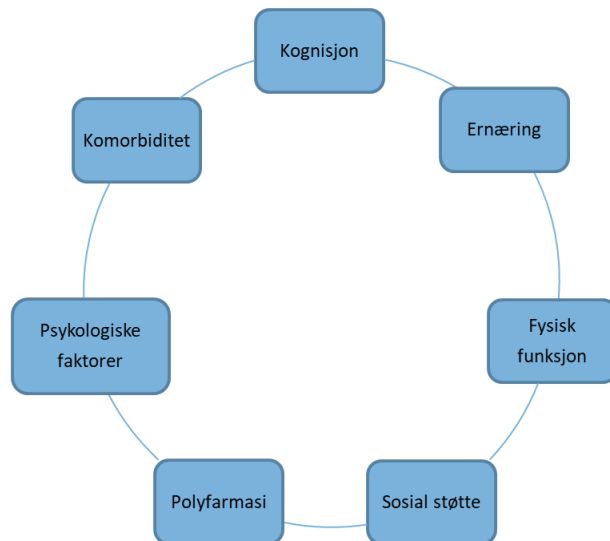 Kognisjon
Ernæring
Fysisk
funksjon
Sosial støtte
Polyfarmasi
Psykologiske
faktorer
Komorbiditet